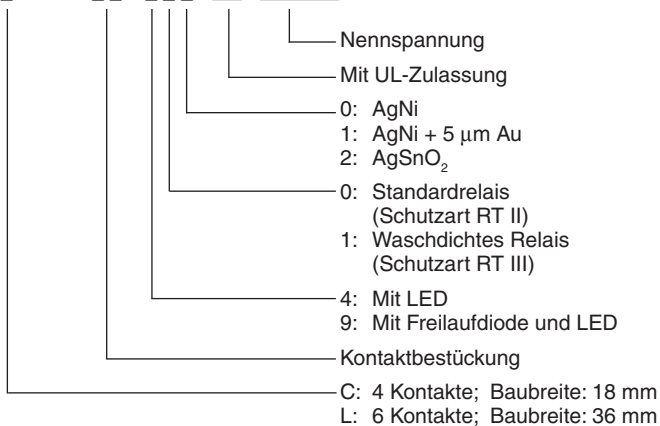 Nennspannung
Mit UL-Zulassung
0: AgNi
1: AgNi + 5 μm Au
2: AgSnO₂
0: Standardrelais
(Schutzart RT II)
1: Waschdichtes Relais
(Schutzart RT III)
4: Mit LED
9: Mit Freilaufdiode und LED
Kontaktbestückung
C: 4 Kontakte; Baubreite: 18 mm
L: 6 Kontakte; Baubreite: 36 mm